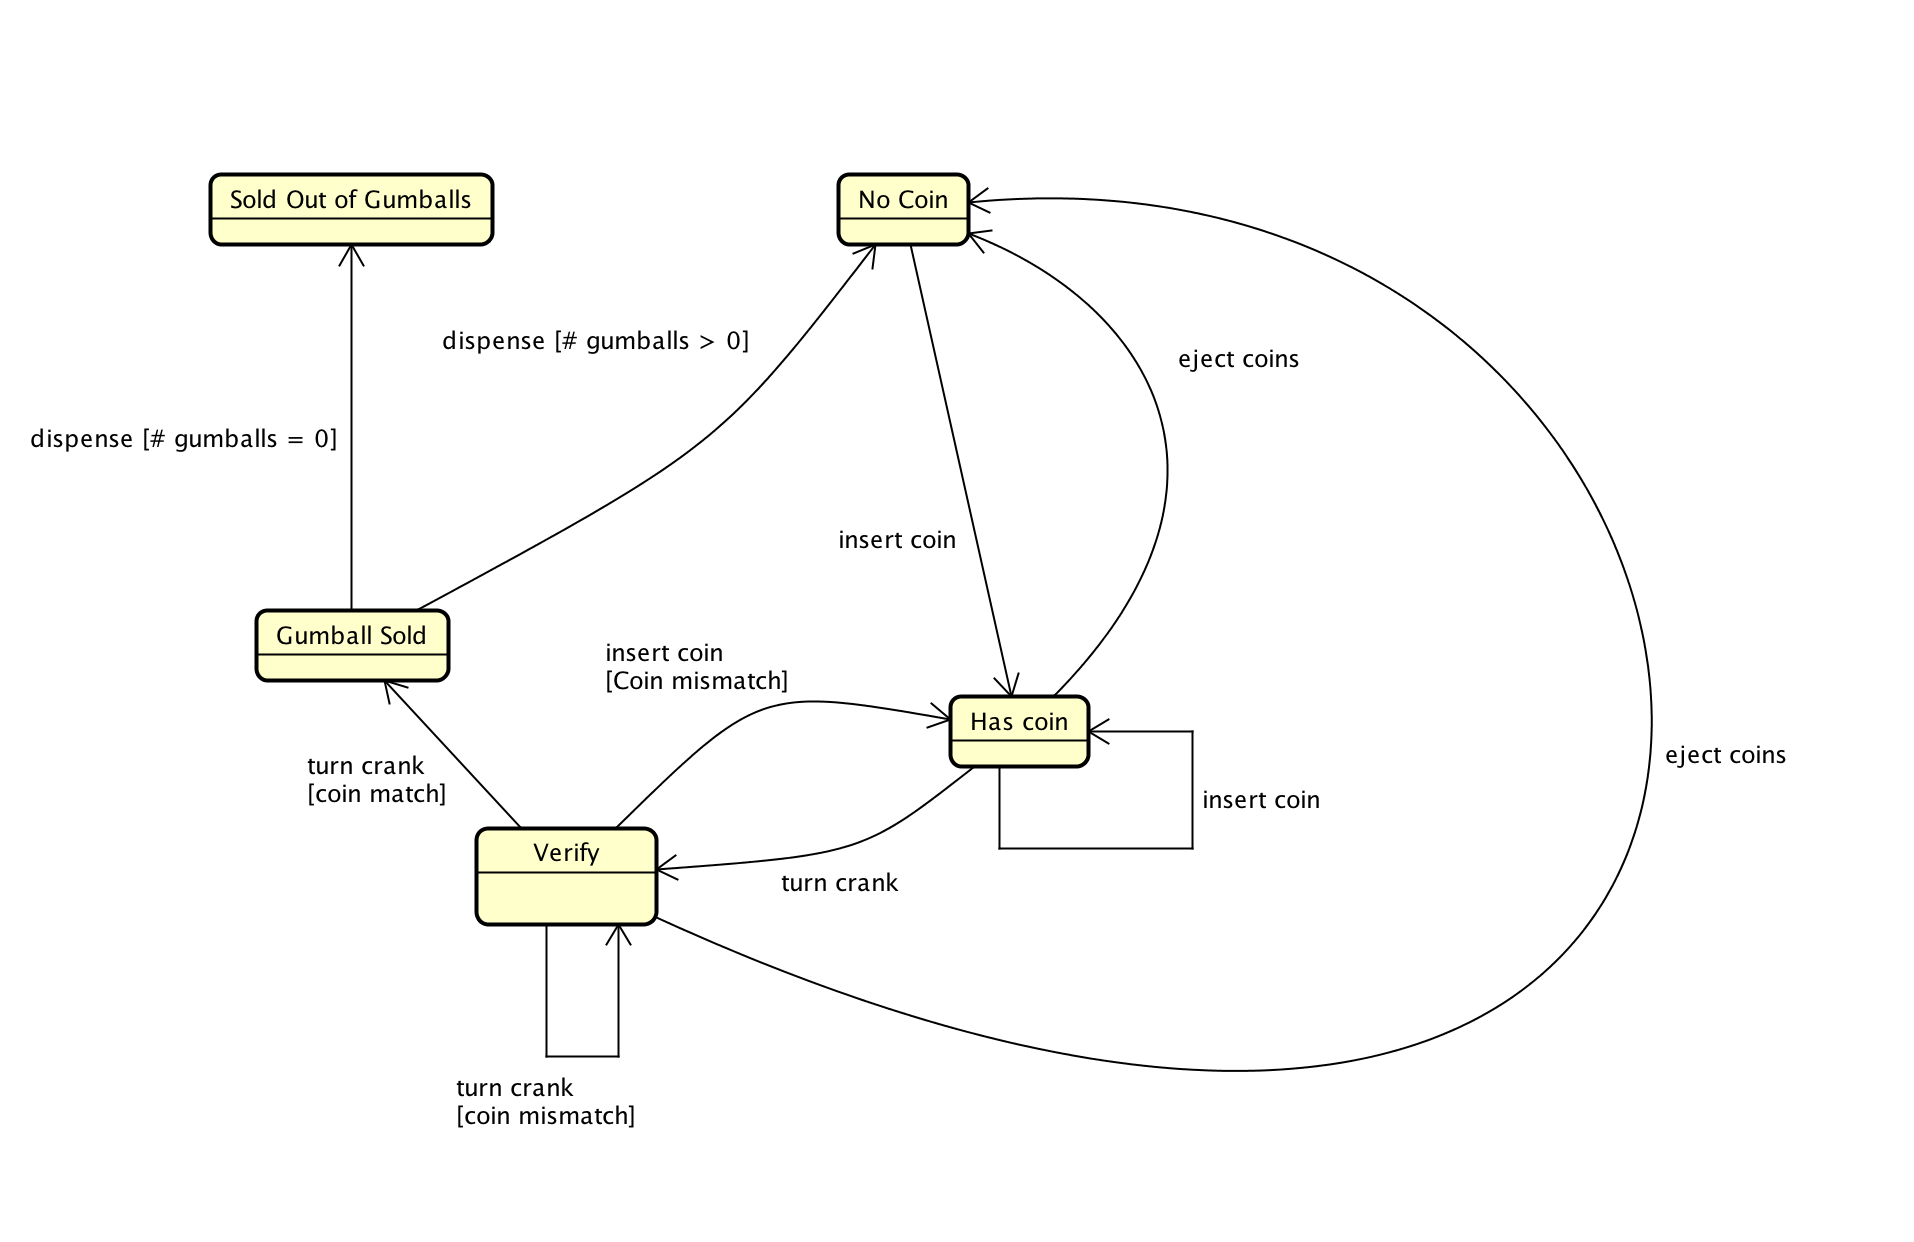 Sold Out of Gumballs
No Coin
dispense [# gumballs > 0]
eject coins
dispense [# gumballs = 0]
insert coin
Gumball Sold
insert coin
[Coin mismatch]
Has coin
turn crank
[coin match]
eject coins
insert coin
Verify
turn crank
turn crank
[coin mismatch]